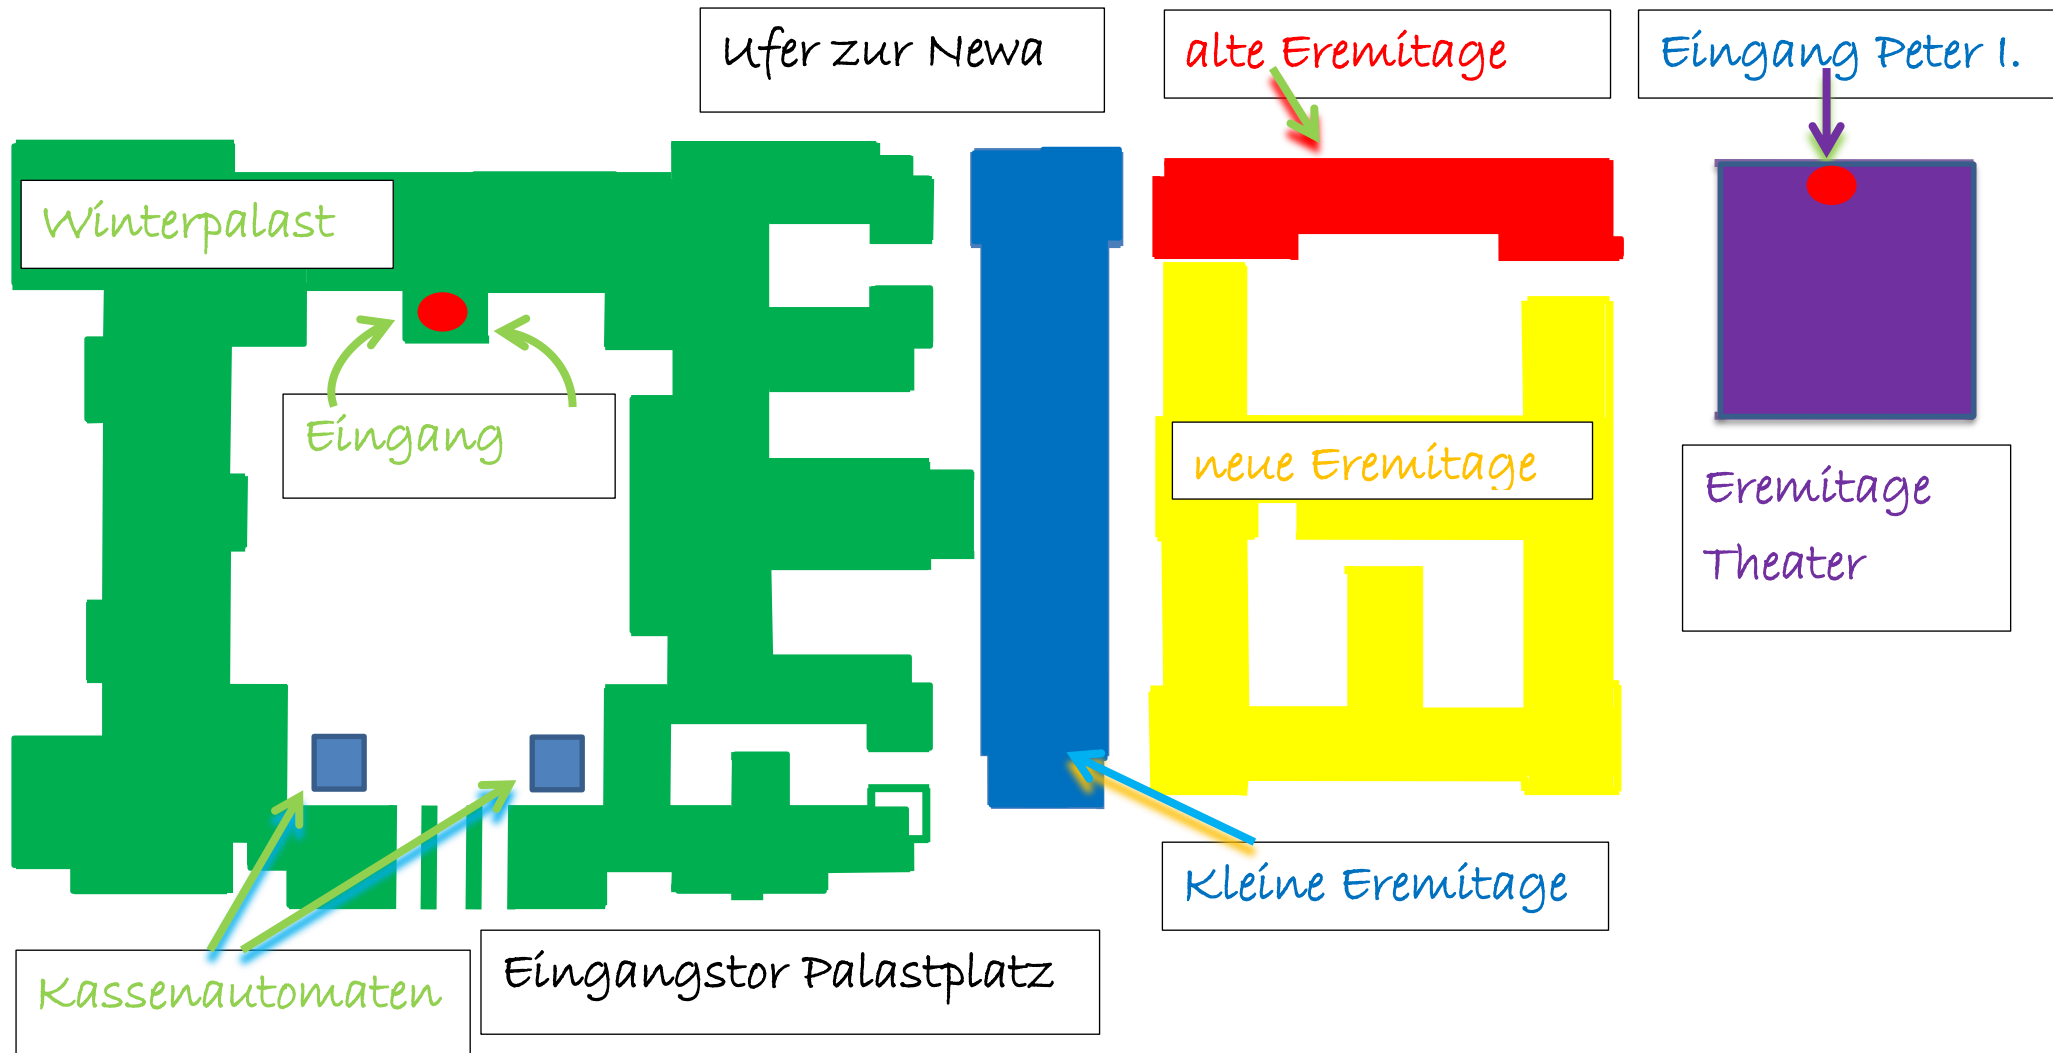 Ufer zur Newa
alte Eremitage
Eingang Peter I.
Winterpalast
Eingang
neue Eremitage
Eremitage
Theater
Kleine Eremitage
Kassenautomaten
Eingangstor Palastplatz